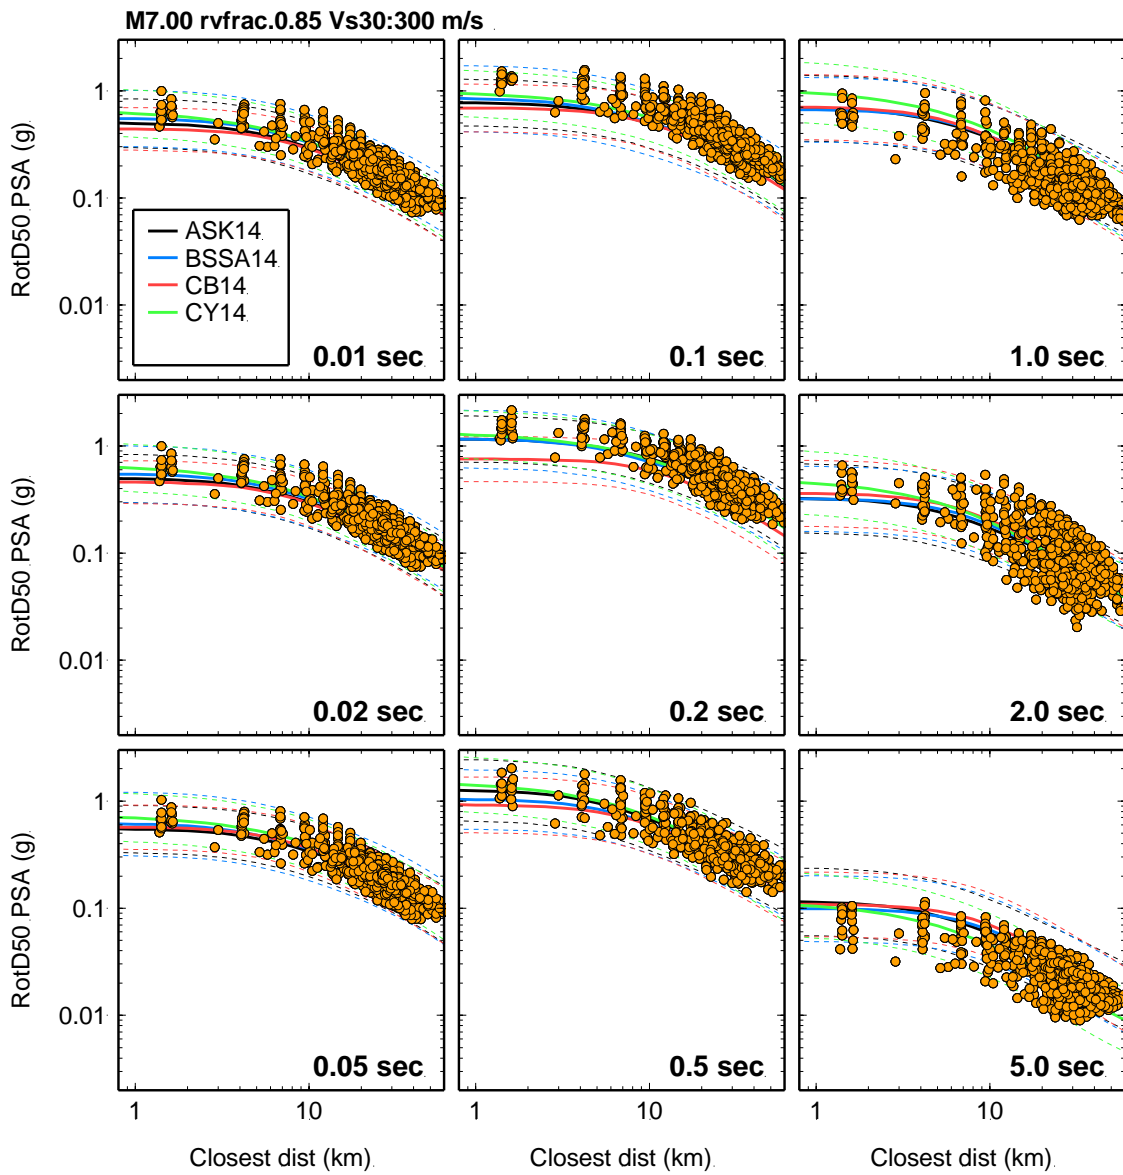 M7.00 rvfrac.0.85 Vs30:300 m/s
RotD50 PSA (g)
1
0.1
0.01
ASK14
BSSA14
CB14
CY14
0.01 sec
0.1 sec
1.0 sec
RotD50 PSA (g)
1
0.1
0.01
0.02 sec
0.2 sec
2.0 sec
RotD50 PSA (g)
1
0.1
0.01
0.05 sec
0.5 sec
5.0 sec
1 10
1 10
1 10
Closest dist (km)
Closest dist (km)
Closest dist (km)